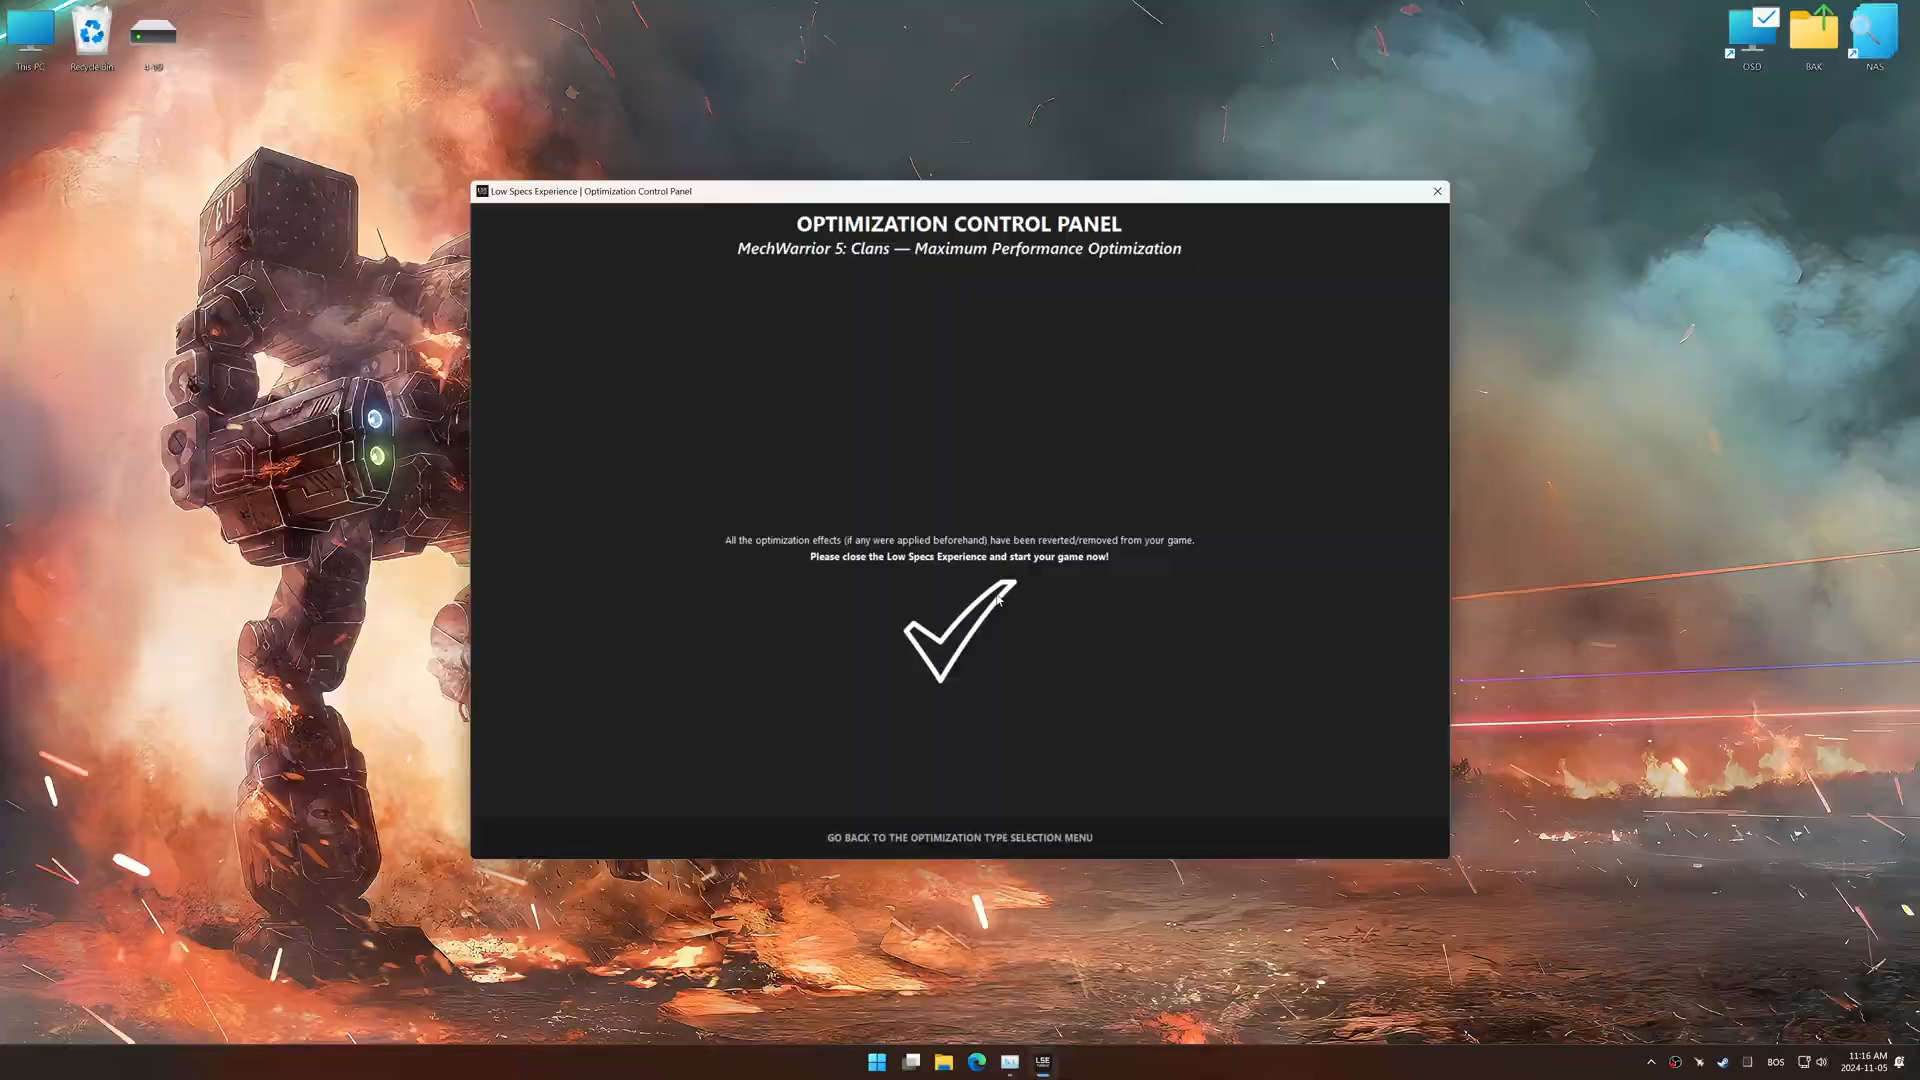 This PC
Recycle Bin
OSD
BAK
NAS
Low Specs Experience | Optimization Control Panel
OPTIMIZATION CONTROL PANEL
MechWarrior 5: Clans — Maximum Performance Optimization
All the optimization effects (if any were applied beforehand) have been reverted/removed from your game.
Please close the Low Specs Experience and start your game now!
GO BACK TO THE OPTIMIZATION TYPE SELECTION MENU
LSE
BOS
11:16 AM
2024-11-05